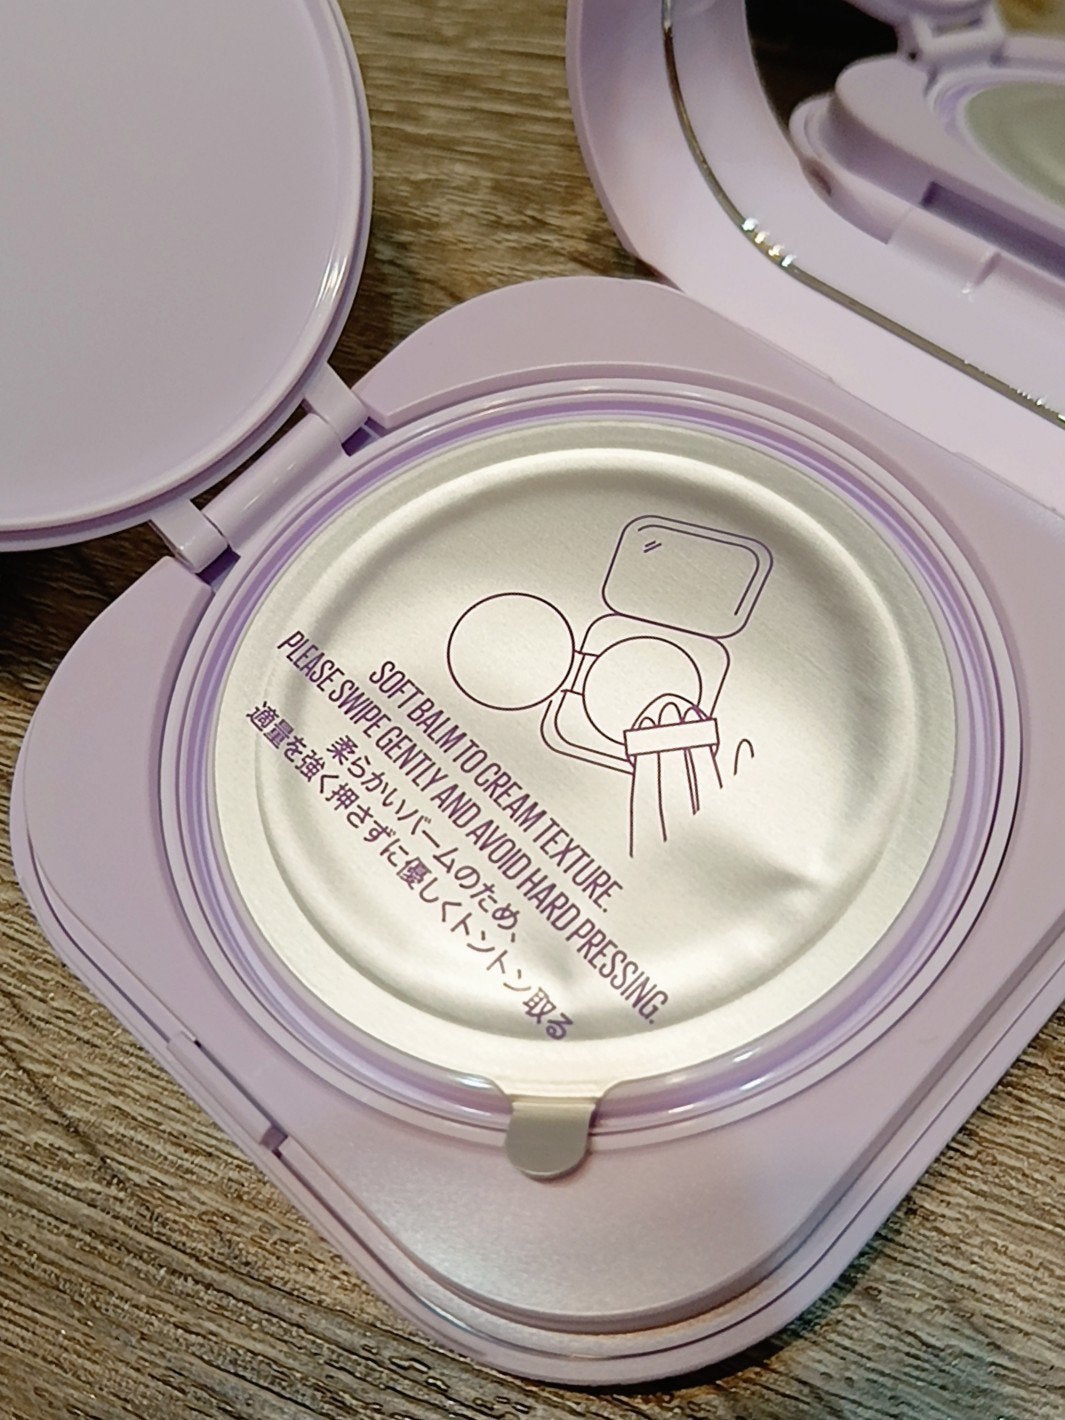 SOFT BALM TO CREAM TEXTURE.
PLEASE SWIPE GENTLY AND AVOID HARD PRESSING.
柔らかいバームのため、
適量を強く押さずに優しくトントン取る